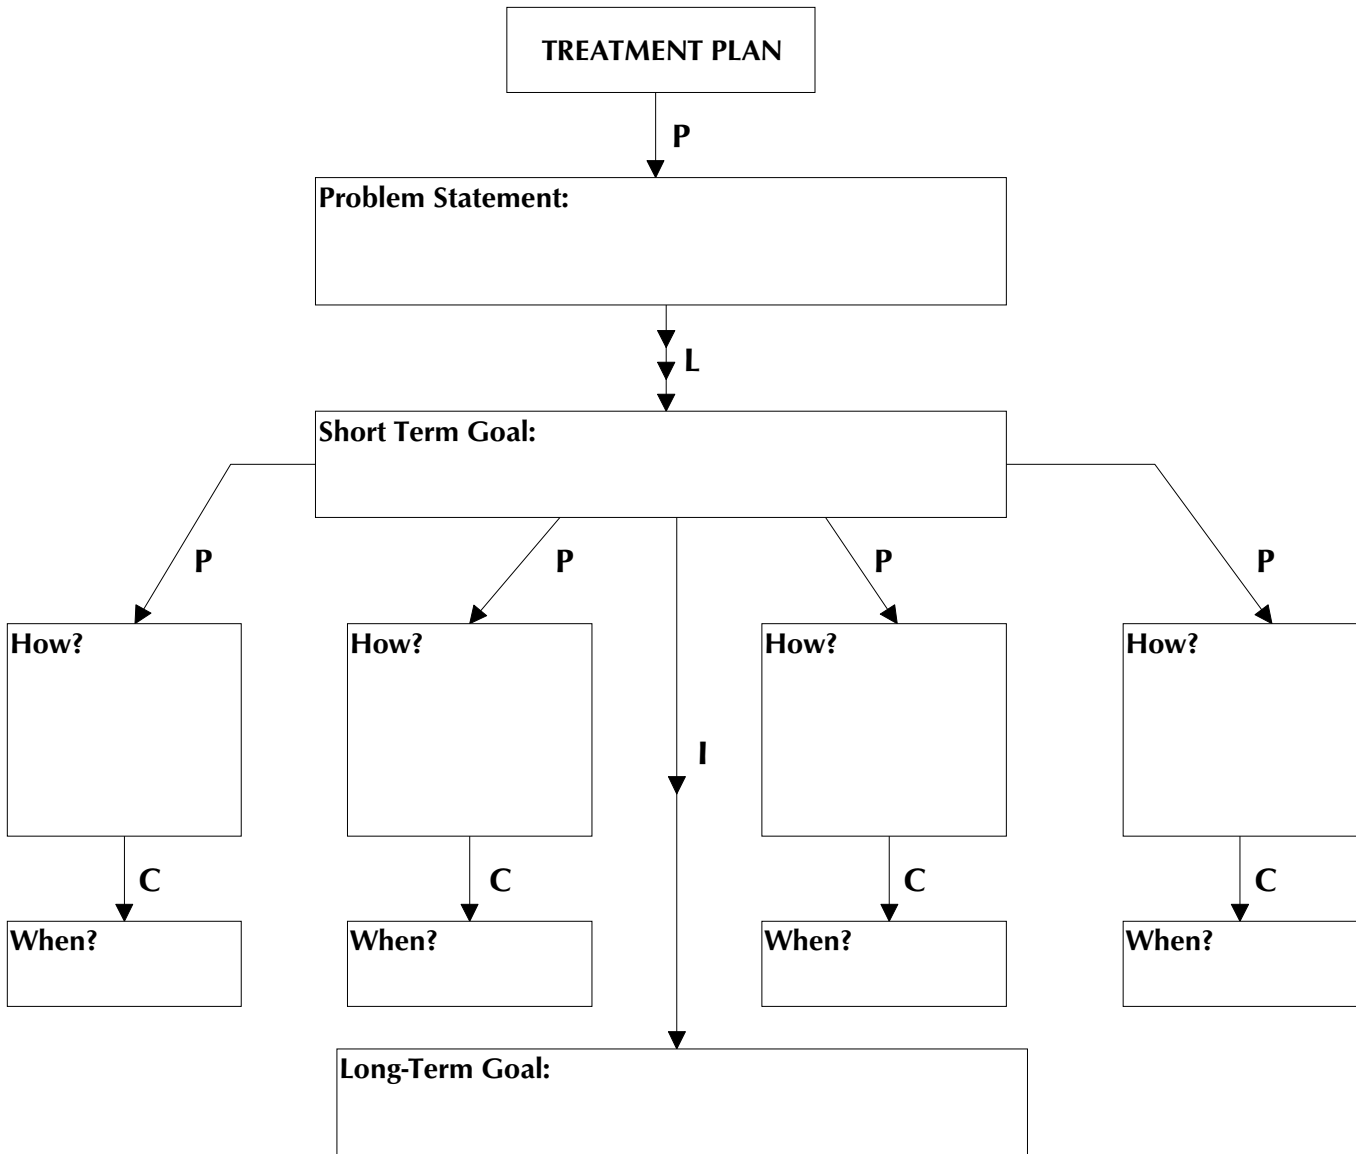 TREATMENT PLAN
P
Problem Statement:
L
Short Term Goal:
P
P
P
P
How?
How?
How?
How?
I
C
C
C
C
When?
When?
When?
When?
Long-Term Goal: